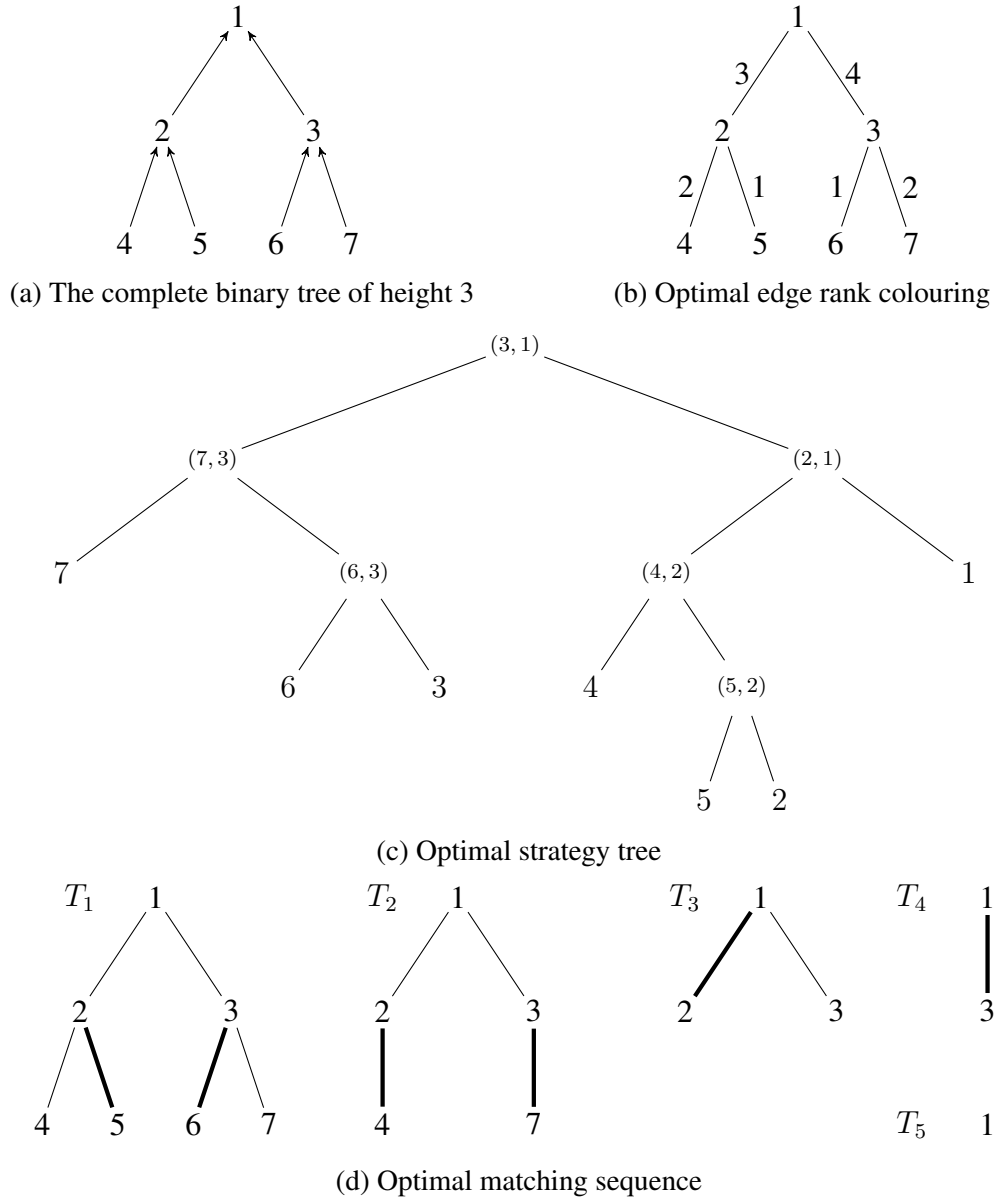 1 1
3 4
2 3 2 3
2 1 1 2
4 5 6 7 4 5 6 7
(a) The complete binary tree of height 3 (b) Optimal edge rank colouring
(3, 1)
(7, 3) (2, 1)
7 (6, 3) (4, 2) 1
6 3 4 (5, 2)
5 2
(c) Optimal strategy tree
T₁ 1 T₂ 1 T₃ 1 T₄ 1
2 3 2 3 2 3 3
4 5 6 7 4 7 T₅ 1
(d) Optimal matching sequence